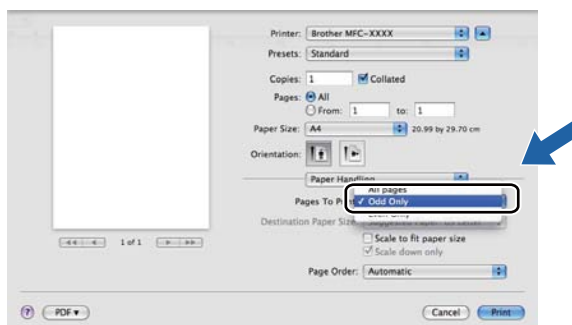 Printer: Brother MFC-XXXX
Presets: Standard
Copies: 1 Collated
Pages: All
From: 1 to: 1
Paper Size: A4 20.99 by 29.70 cm
Orientation:
Paper Handling
All pages
Pages To Print Odd Only
Destination Paper Size
Scale to fit paper size
1 of 1
Scale down only
Page Order: Automatic
? PDF Cancel Print